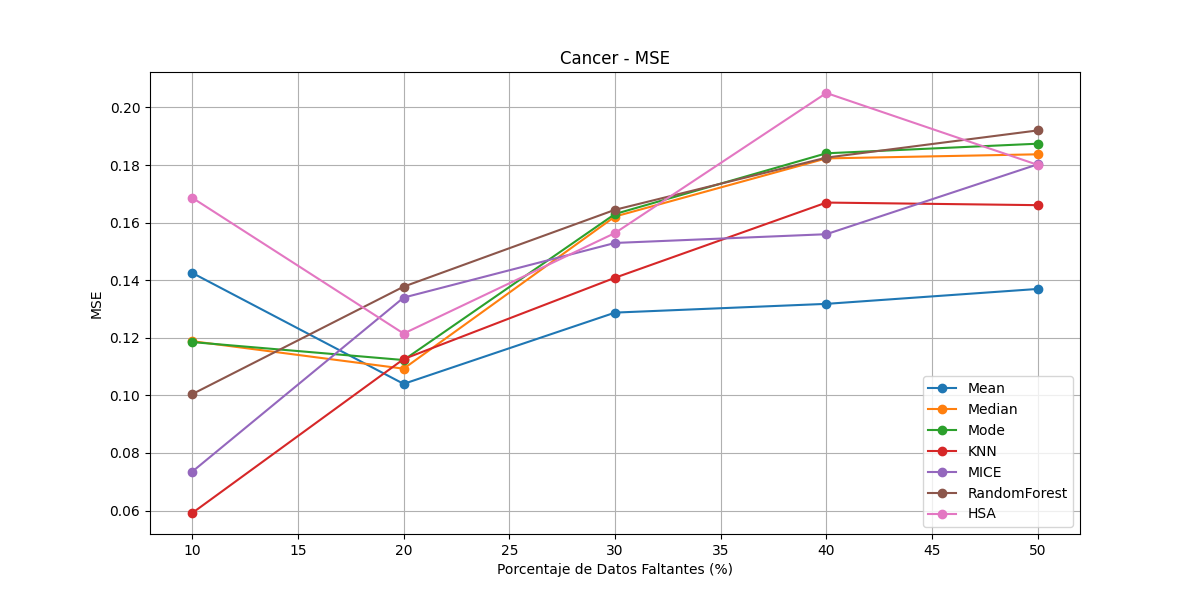 Cancer - MSE
0.20
0.18
0.16
0.14
0.12
0.10
0.08
0.06
MSE
10
15
20
25
30
35
40
45
50
Porcentaje de Datos Faltantes (%)
Mean
Median
Mode
KNN
MICE
RandomForest
HSA